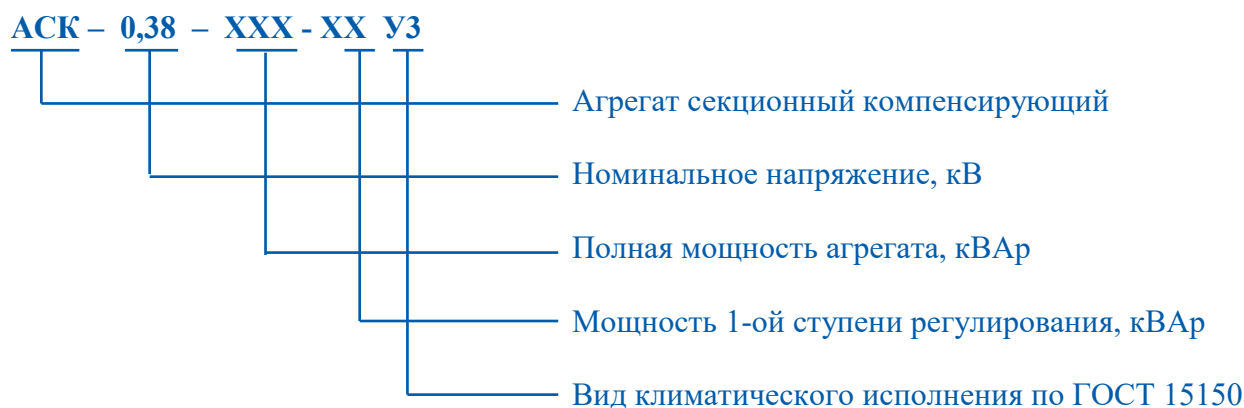 АСК – 0,38 – ХХХ - ХХ У3
Агрегат секционный компенсирующий
Номинальное напряжение, кВ
Полная мощность агрегата, кВАр
Мощность 1-ой ступени регулирования, кВАр
Вид климатического исполнения по ГОСТ 15150